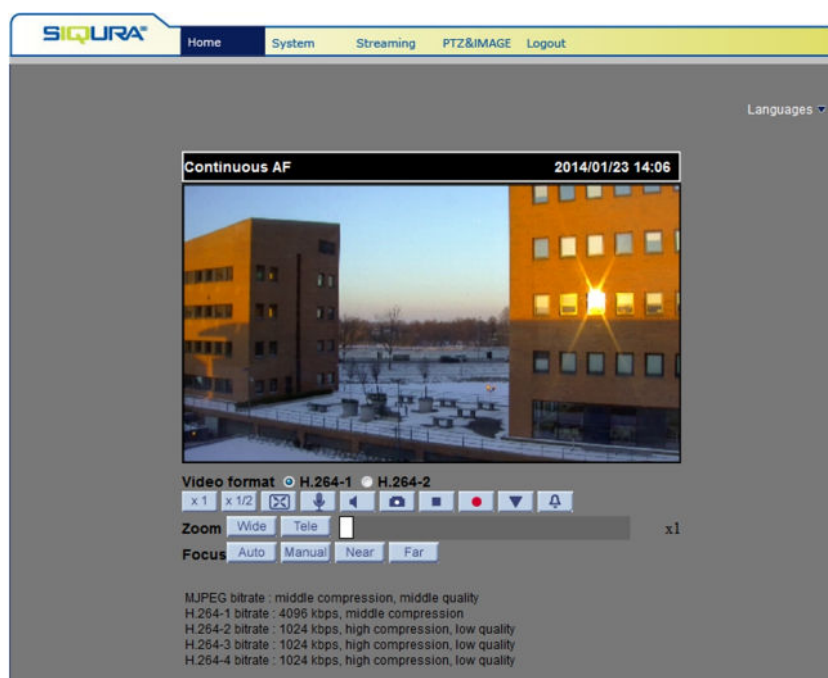 SIQURA®
Home System Streaming PTZ&IMAGE Logout
Languages
Continuous AF 2014/01/23 14:06
Video format H.264-1 H.264-2
x 1 x 1/2
Zoom Wide Tele x1
Focus Auto Manual Near Far
MJPEG bitrate : middle compression, middle quality
H.264-1 bitrate : 4096 kbps, middle compression
H.264-2 bitrate : 1024 kbps, high compression, low quality
H.264-3 bitrate : 1024 kbps, high compression, low quality
H.264-4 bitrate : 1024 kbps, high compression, low quality